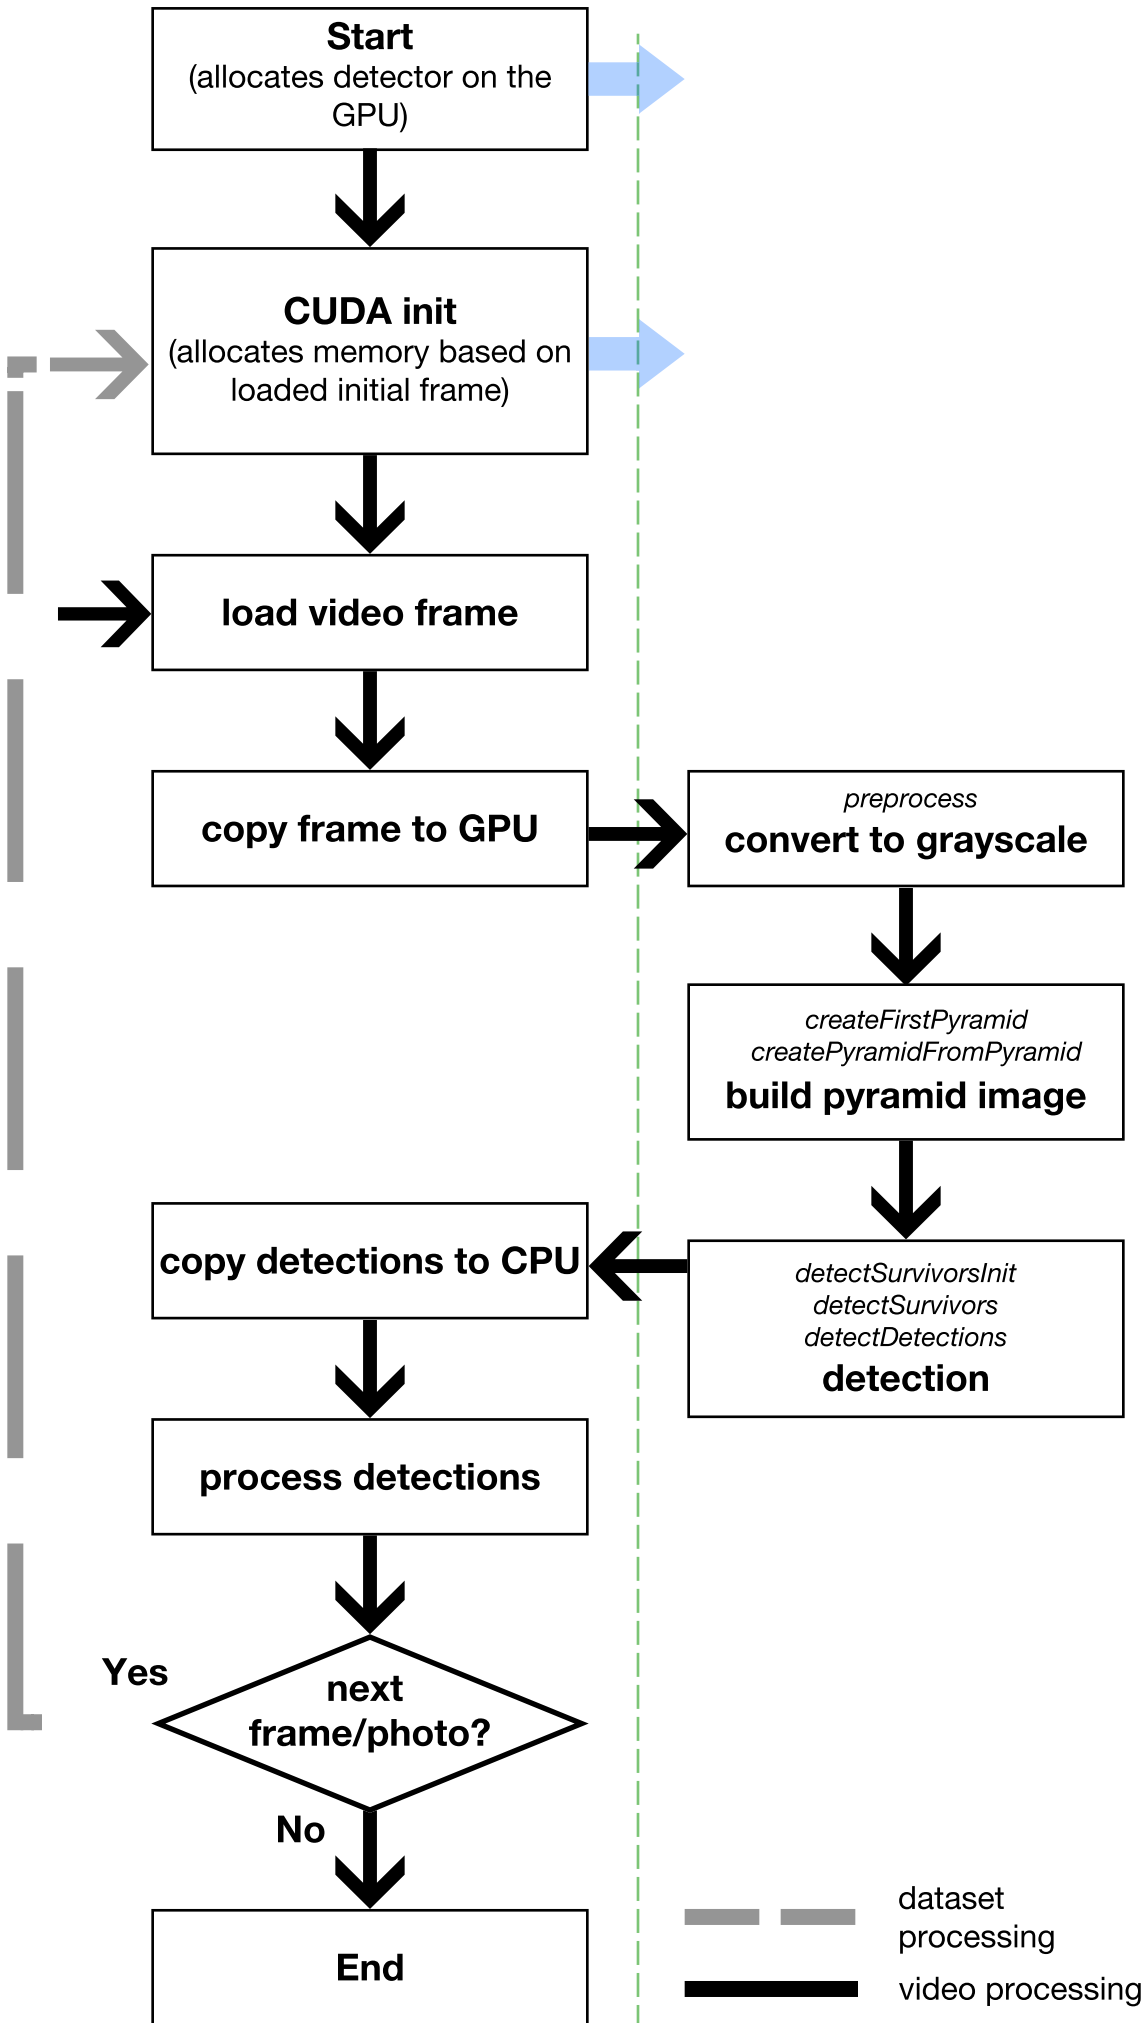 Start
(allocates detector on the
GPU)
CUDA init
(allocates memory based on
loaded initial frame)
load video frame
copy frame to GPU
preprocess
convert to grayscale
createFirstPyramid
createPyramidFromPyramid
build pyramid image
copy detections to CPU
detectSurvivorsInit
detectSurvivors
detectDetections
detection
process detections
Yes
next
frame/photo?
No
End
dataset
processing
video processing